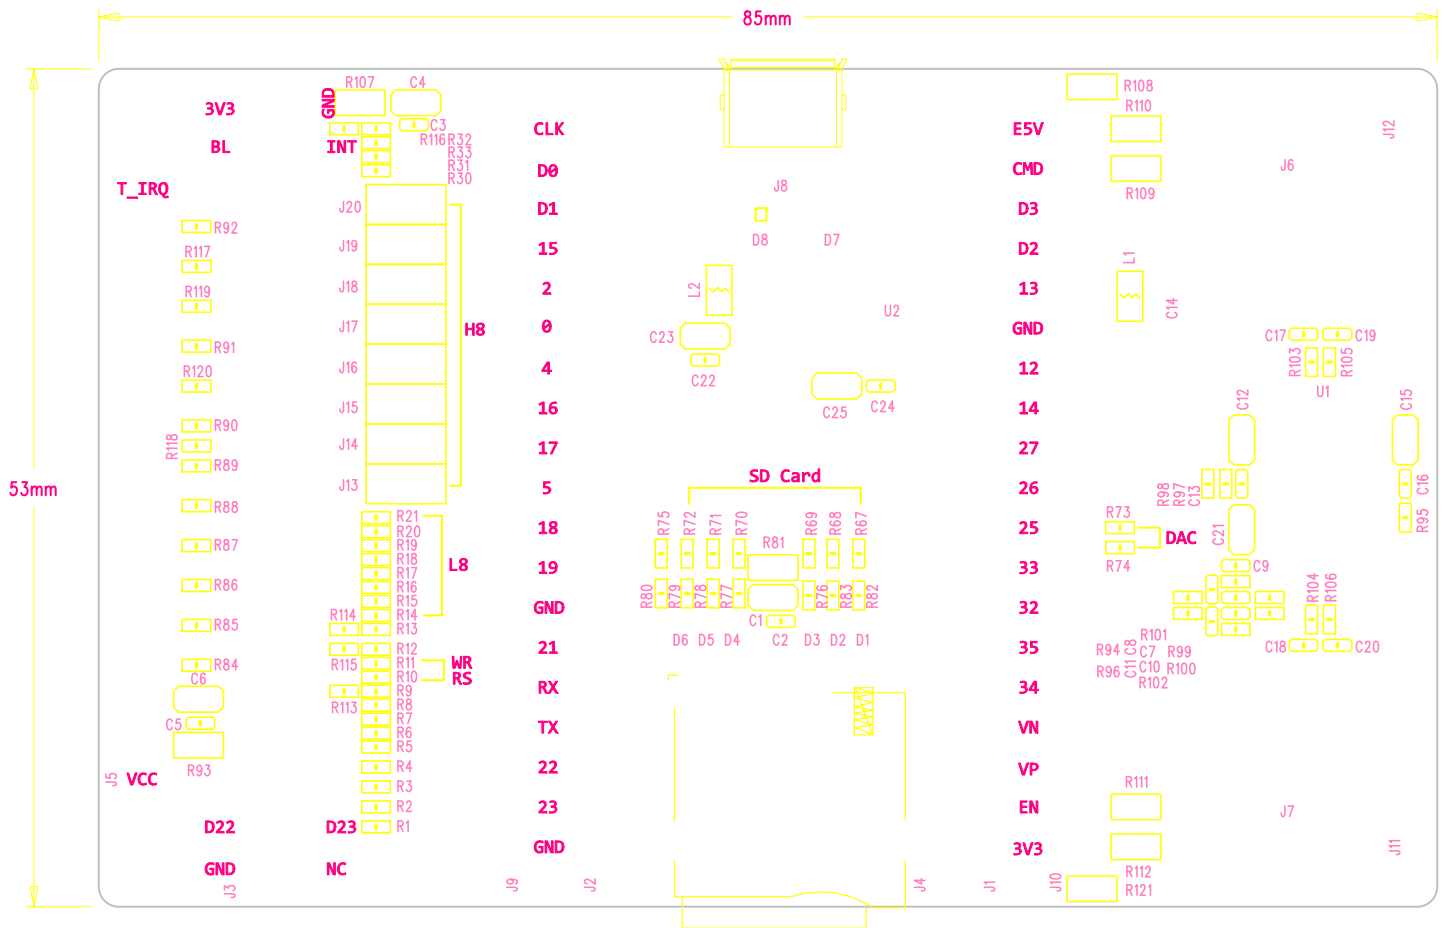 85mm
53mm
3V3
BL
T_IRQ
GND
INT
R107
C4
C3
R116
R32
R33
R31
R30
R92
R117
R119
R91
R120
R90
R118
R89
R88
R87
R86
R85
R84
C6
C5
R93
J5
VCC
D22
GND
J3
D23
NC
J20
J19
J18
J17
J16
J15
J14
J13
H8
R21
R20
R19
R18
R17
R16
R15
R14
L8
R114
R13
R12
R115
R11
R10
WR
RS
R9
R113
R8
R7
R6
R5
R4
R3
R2
R1
CLK
D0
D1
15
2
0
4
16
17
5
18
19
GND
21
RX
TX
22
23
GND
J9
J2
J8
D8
D7
L2
U2
C23
C22
C25
C24
SD Card
R75
R72
R71
R70
R81
R69
R68
R67
R80
R79
R78
R77
R76
R83
R82
C1
D6
D5
D4
C2
D3
D2
D1
J4
J1
J10
E5V
CMD
D3
D2
13
GND
12
14
27
26
25
33
32
35
34
VN
VP
EN
3V3
R108
R110
R109
J6
J12
L1
C14
C17
C19
R103
R105
U1
C12
C15
R98
R97
C13
C16
R95
R73
R74
DAC
C21
C9
R104
R106
R94
R96
C8
C11
R101
C7
C10
R102
R99
R100
C18
C20
R111
R112
R121
J7
J11